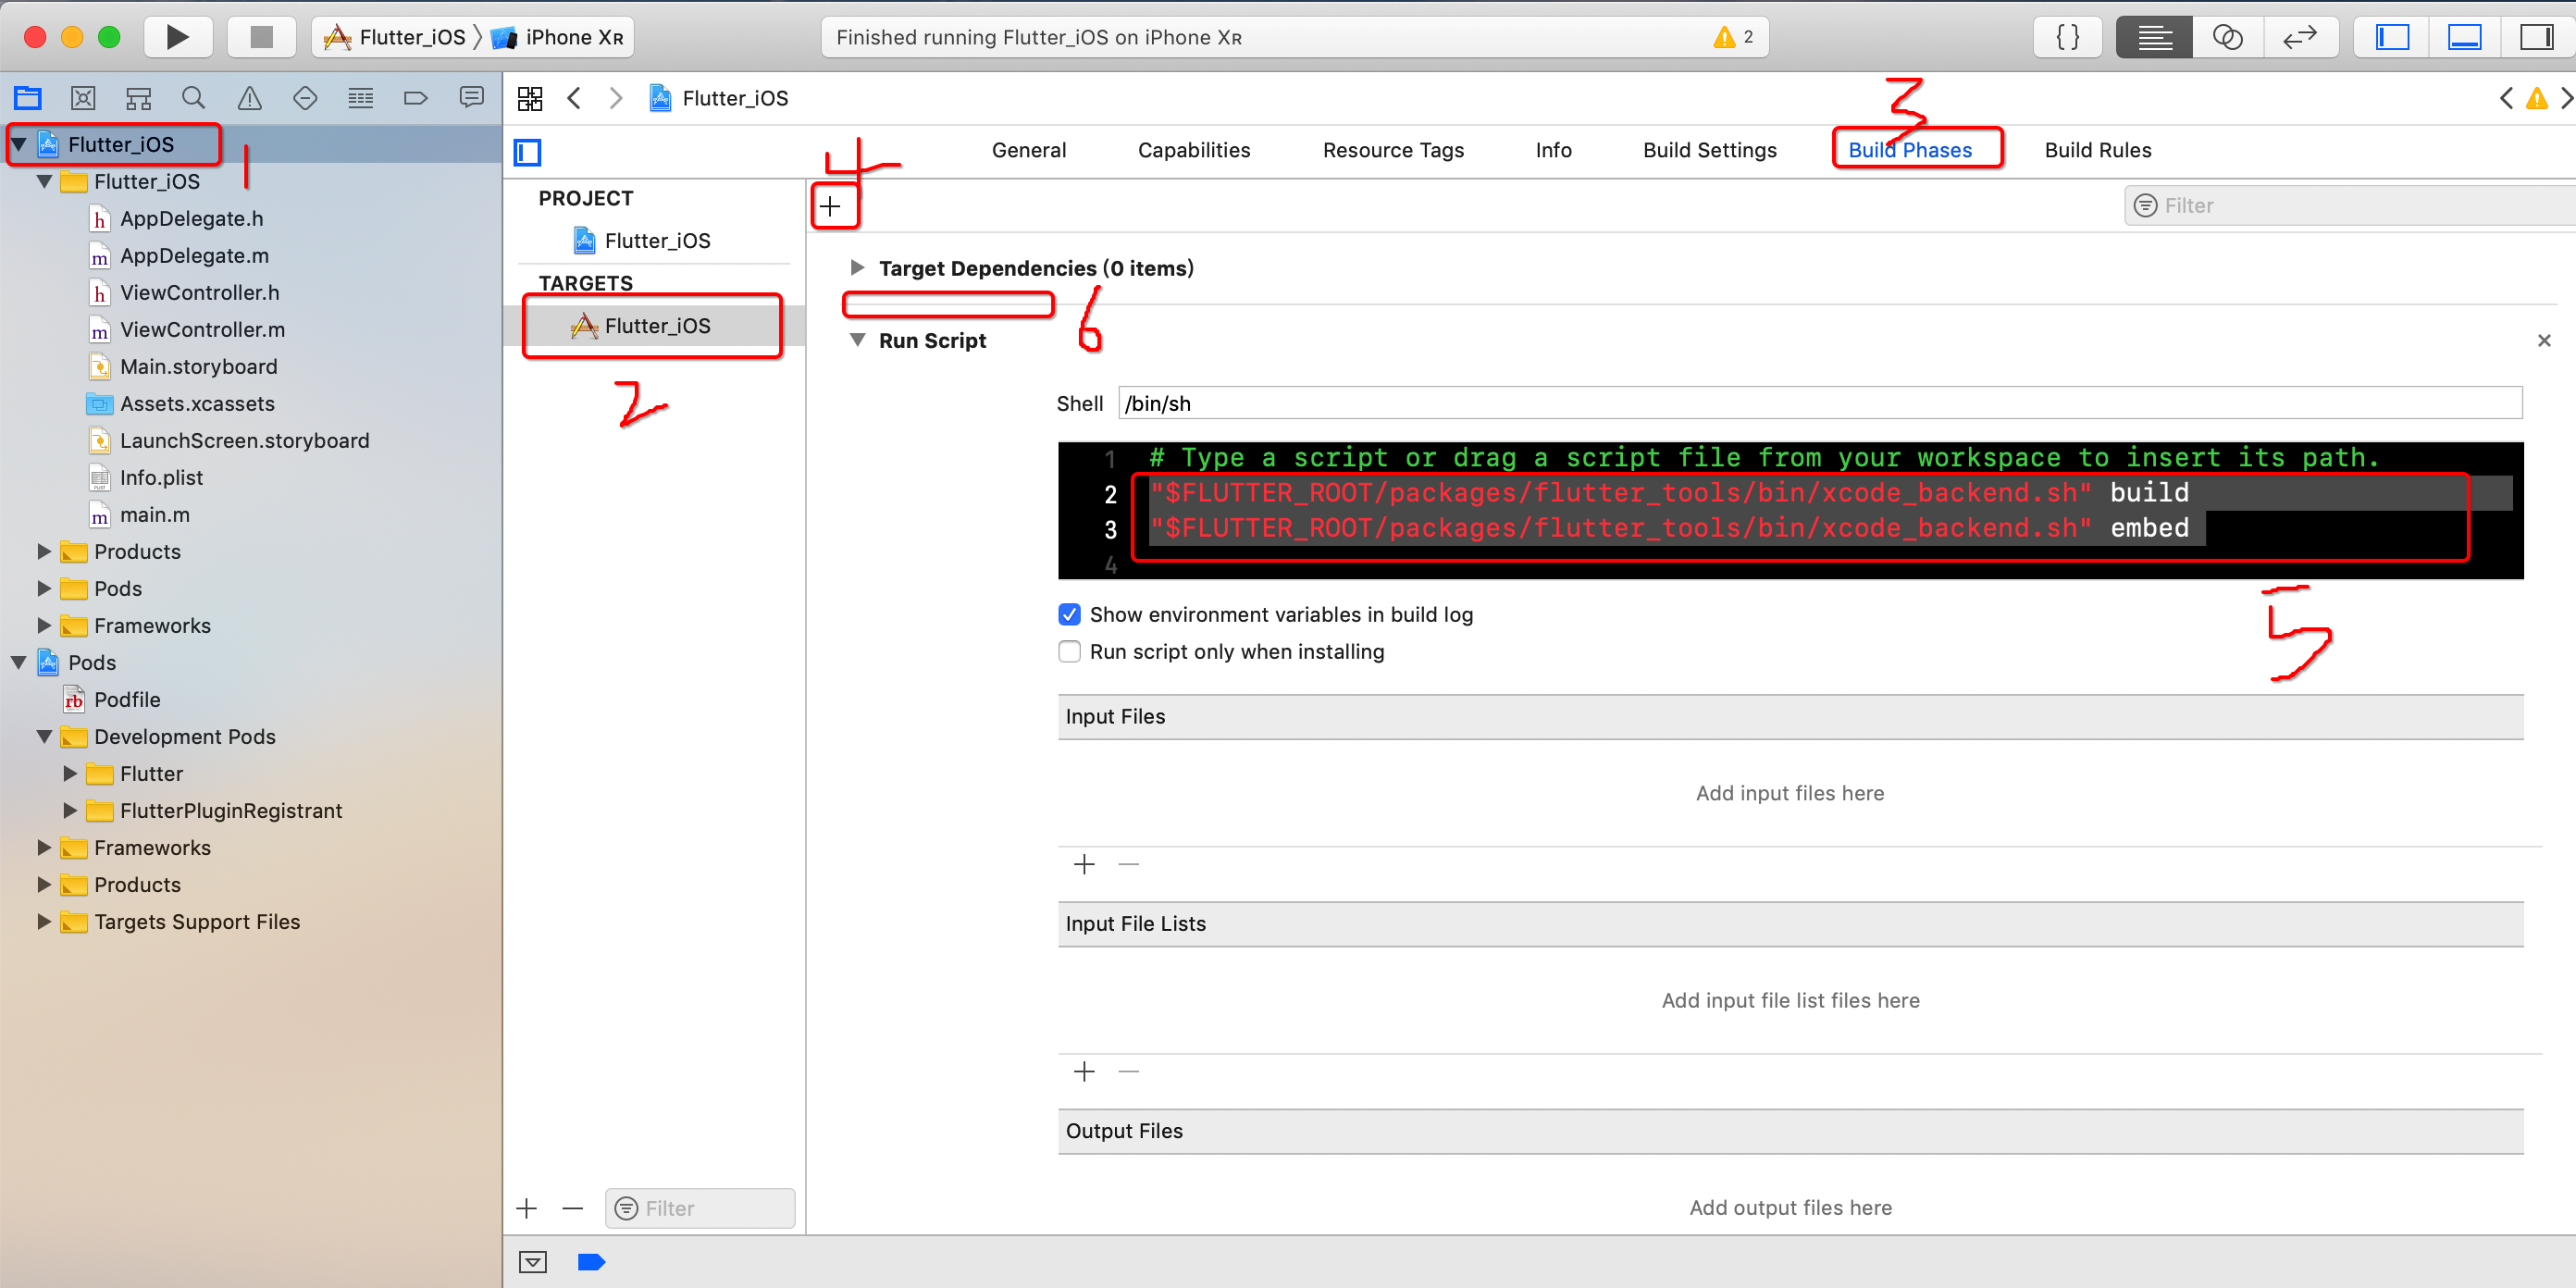 Flutter_iOS
iPhone XR
Finished running Flutter_iOS on iPhone XR
2
{ }
Flutter_iOS
1
Flutter_iOS
AppDelegate.h
AppDelegate.m
ViewController.h
ViewController.m
Main.storyboard
Assets.xcassets
LaunchScreen.storyboard
Info.plist
main.m
Products
Pods
Frameworks
Pods
Podfile
Development Pods
Flutter
FlutterPluginRegistrant
Frameworks
Products
Targets Support Files
Flutter_iOS
3
General
Capabilities
Resource Tags
Info
Build Settings
Build Phases
Build Rules
4
PROJECT
Flutter_iOS
TARGETS
Flutter_iOS
2
Filter
Filter
Target Dependencies (0 items)
6
Run Script
Shell /bin/sh
1 # Type a script or drag a script file from your workspace to insert its path.
2 "$FLUTTER_ROOT/packages/flutter_tools/bin/xcode_backend.sh" build
3 "$FLUTTER_ROOT/packages/flutter_tools/bin/xcode_backend.sh" embed
4
5
Show environment variables in build log
Run script only when installing
Input Files
Add input files here
Input File Lists
Add input file list files here
Output Files
Add output files here